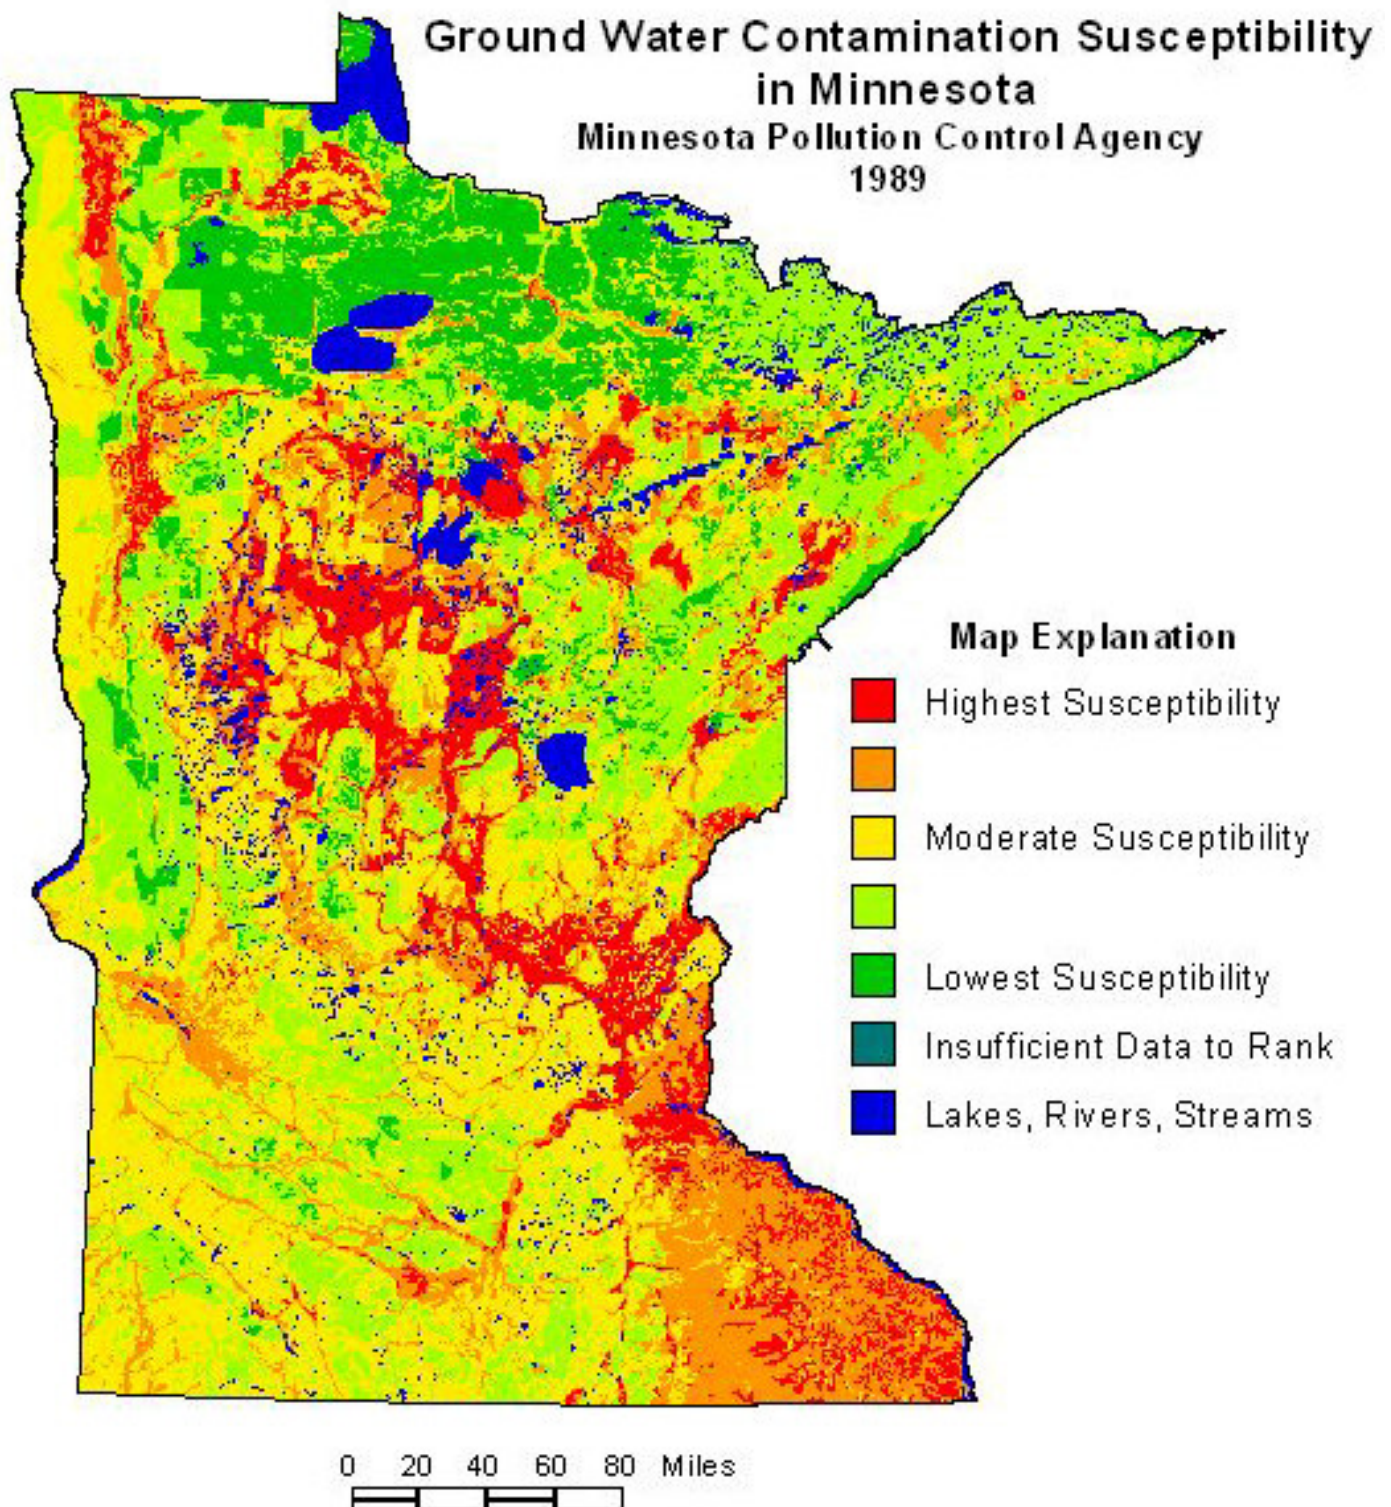 Ground Water Contamination Susceptibility
in Minnesota
Minnesota Pollution Control Agency
1989
Map Explanation
Highest Susceptibility
Moderate Susceptibility
Lowest Susceptibility
Insufficient Data to Rank
Lakes, Rivers, Streams
0 20 40 60 80 Miles